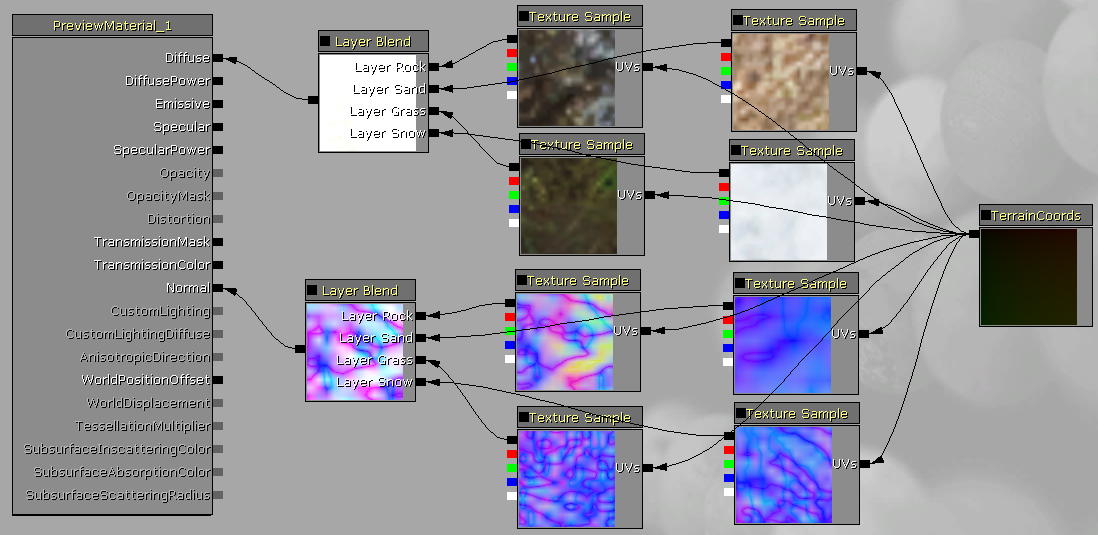 PreviewMaterial_1
Diffuse
DiffusePower
Emissive
Specular
SpecularPower
Opacity
OpacityMask
Distortion
TransmissionMask
TransmissionColor
Normal
CustomLighting
CustomLightingDiffuse
AnisotropicDirection
WorldPositionOffset
WorldDisplacement
TessellationMultiplier
SubsurfaceInscatteringColor
SubsurfaceAbsorptionColor
SubsurfaceScatteringRadius
Layer Blend
Layer Rock
Layer Sand
Layer Grass
Layer Snow
Texture Sample
UVs
Texture Sample
UVs
Texture Sample
UVs
Texture Sample
UVs
TerrainCoords
Layer Blend
Layer Rock
Layer Sand
Layer Grass
Layer Snow
Texture Sample
UVs
Texture Sample
UVs
Texture Sample
UVs
Texture Sample
UVs